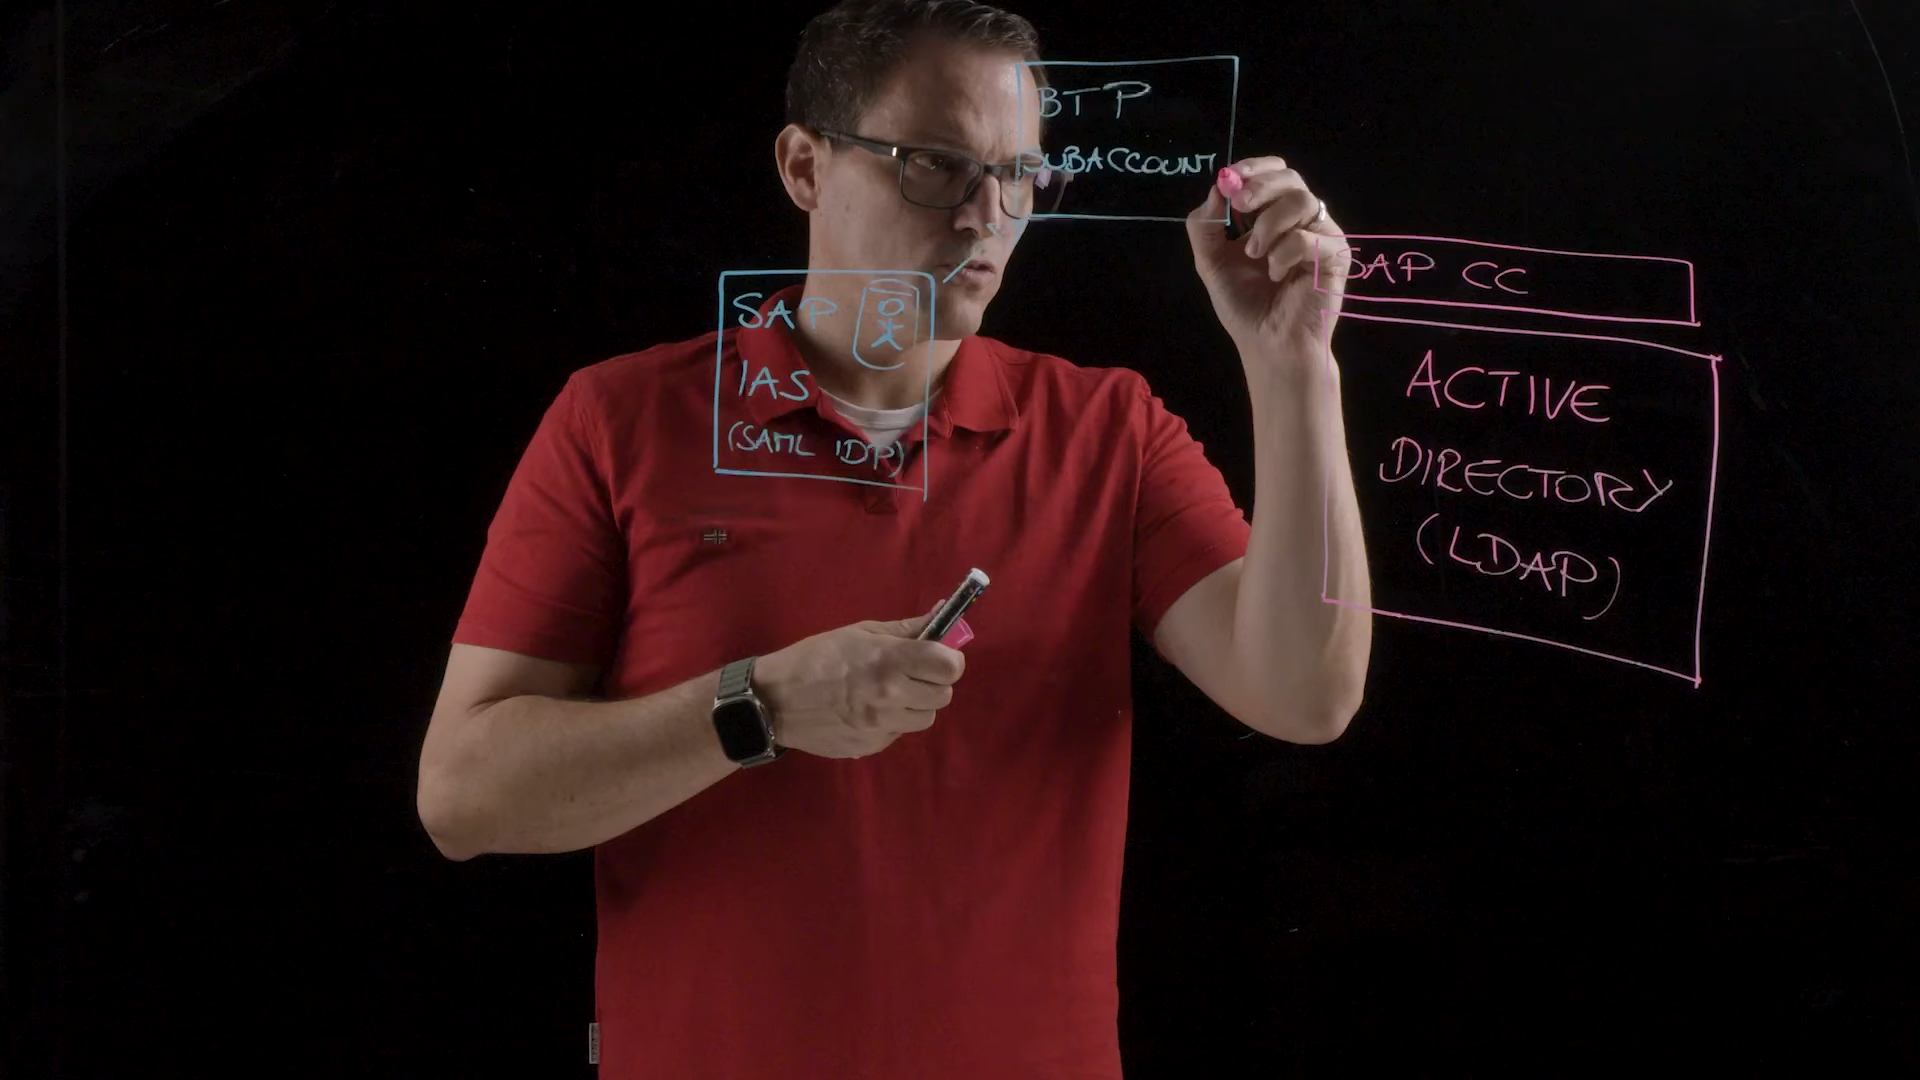 BTP
SUBACCOUNT
SAP CC
SAP
IAS
(SAML IDP)
ACTIVE
DIRECTORY
(LDAP)